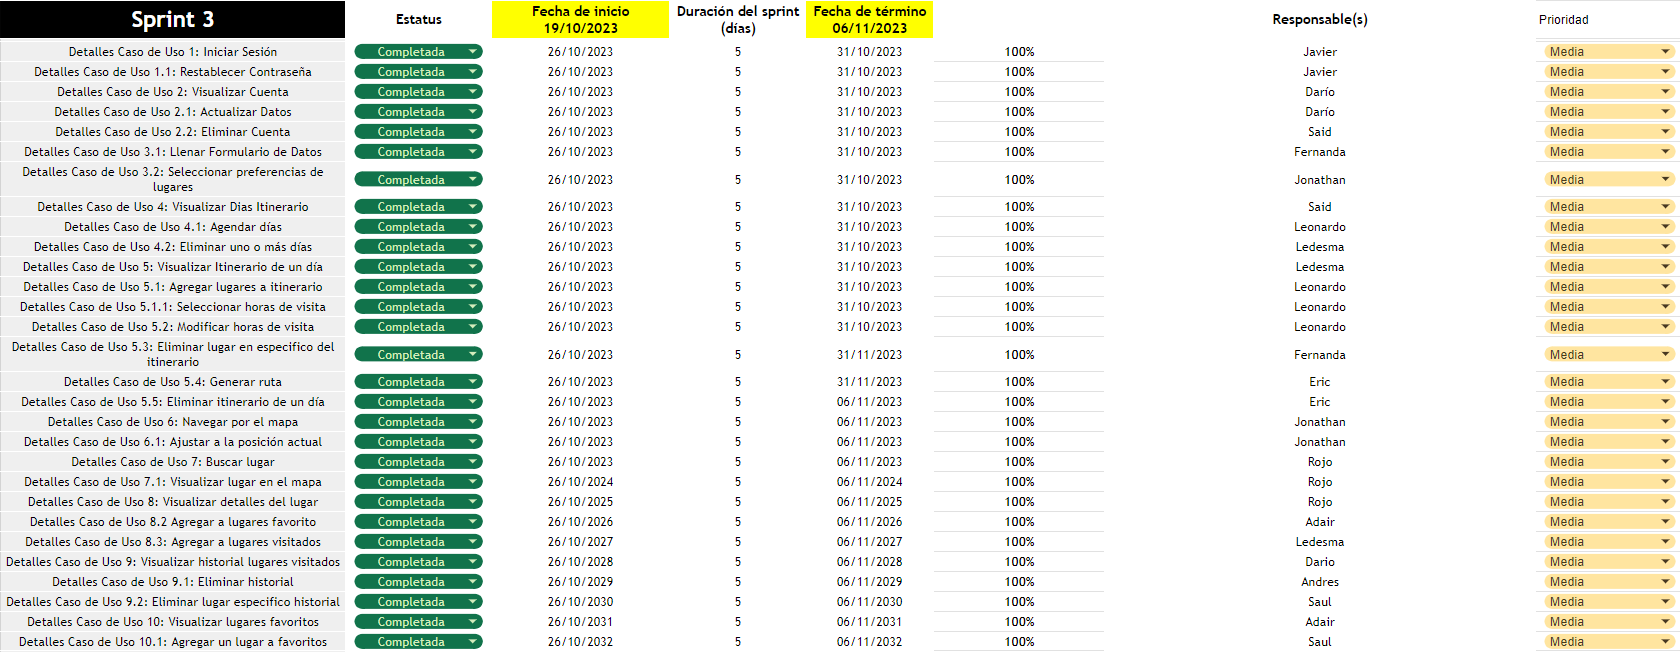 Sprint 3 Estatus Fecha de inicio 19/10/2023 Duración del sprint (días) Fecha de término 06/11/2023 Responsable(s) Prioridad
Detalles Caso de Uso 1: Iniciar Sesión Completada 26/10/2023 5 31/10/2023 100% Javier Media
Detalles Caso de Uso 1.1: Restablecer Contraseña Completada 26/10/2023 5 31/10/2023 100% Javier Media
Detalles Caso de Uso 2: Visualizar Cuenta Completada 26/10/2023 5 31/10/2023 100% Darío Media
Detalles Caso de Uso 2.1: Actualizar Datos Completada 26/10/2023 5 31/10/2023 100% Darío Media
Detalles Caso de Uso 2.2: Eliminar Cuenta Completada 26/10/2023 5 31/10/2023 100% Said Media
Detalles Caso de Uso 3.1: Llenar Formulario de Datos Completada 26/10/2023 5 31/10/2023 100% Fernanda Media
Detalles Caso de Uso 3.2: Seleccionar preferencias de lugares Completada 26/10/2023 5 31/10/2023 100% Jonathan Media
Detalles Caso de Uso 4: Visualizar Dias Itinerario Completada 26/10/2023 5 31/10/2023 100% Said Media
Detalles Caso de Uso 4.1: Agendar días Completada 26/10/2023 5 31/10/2023 100% Leonardo Media
Detalles Caso de Uso 4.2: Eliminar uno o más días Completada 26/10/2023 5 31/10/2023 100% Ledesma Media
Detalles Caso de Uso 5: Visualizar Itinerario de un día Completada 26/10/2023 5 31/10/2023 100% Ledesma Media
Detalles Caso de Uso 5.1: Agregar lugares a itinerario Completada 26/10/2023 5 31/10/2023 100% Leonardo Media
Detalles Caso de Uso 5.1.1: Seleccionar horas de visita Completada 26/10/2023 5 31/10/2023 100% Leonardo Media
Detalles Caso de Uso 5.2: Modificar horas de visita Completada 26/10/2023 5 31/10/2023 100% Leonardo Media
Detalles Caso de Uso 5.3: Eliminar lugar en especifico del itinerario Completada 26/10/2023 5 31/11/2023 100% Fernanda Media
Detalles Caso de Uso 5.4: Generar ruta Completada 26/10/2023 5 31/11/2023 100% Eric Media
Detalles Caso de Uso 5.5: Eliminar itinerario de un día Completada 26/10/2023 5 06/11/2023 100% Eric Media
Detalles Caso de Uso 6: Navegar por el mapa Completada 26/10/2023 5 06/11/2023 100% Jonathan Media
Detalles Caso de Uso 6.1: Ajustar a la posición actual Completada 26/10/2023 5 06/11/2023 100% Jonathan Media
Detalles Caso de Uso 7: Buscar lugar Completada 26/10/2023 5 06/11/2023 100% Rojo Media
Detalles Caso de Uso 7.1: Visualizar lugar en el mapa Completada 26/10/2024 5 06/11/2024 100% Rojo Media
Detalles Caso de Uso 8: Visualizar detalles del lugar Completada 26/10/2025 5 06/11/2025 100% Rojo Media
Detalles Caso de Uso 8.2 Agregar a lugares favorito Completada 26/10/2026 5 06/11/2026 100% Adair Media
Detalles Caso de Uso 8.3: Agregar a lugares visitados Completada 26/10/2027 5 06/11/2027 100% Ledesma Media
Detalles Caso de Uso 9: Visualizar historial lugares visitados Completada 26/10/2028 5 06/11/2028 100% Dario Media
Detalles Caso de Uso 9.1: Eliminar historial Completada 26/10/2029 5 06/11/2029 100% Andres Media
Detalles Caso de Uso 9.2: Eliminar lugar especifico historial Completada 26/10/2030 5 06/11/2030 100% Saul Media
Detalles Caso de Uso 10: Visualizar lugares favoritos Completada 26/10/2031 5 06/11/2031 100% Adair Media
Detalles Caso de Uso 10.1: Agregar un lugar a favoritos Completada 26/10/2032 5 06/11/2032 100% Saul Media